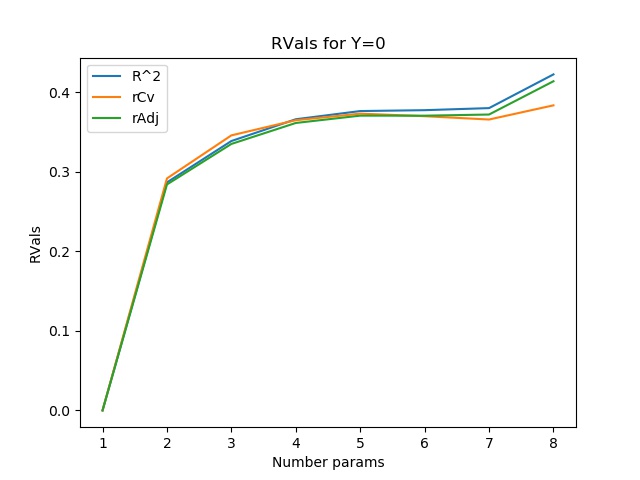 RVals for Y=0
R^2
rCv
rAdj
0.4
0.3
0.2
0.1
0.0
RVals
1 2 3 4 5 6 7 8
Number params